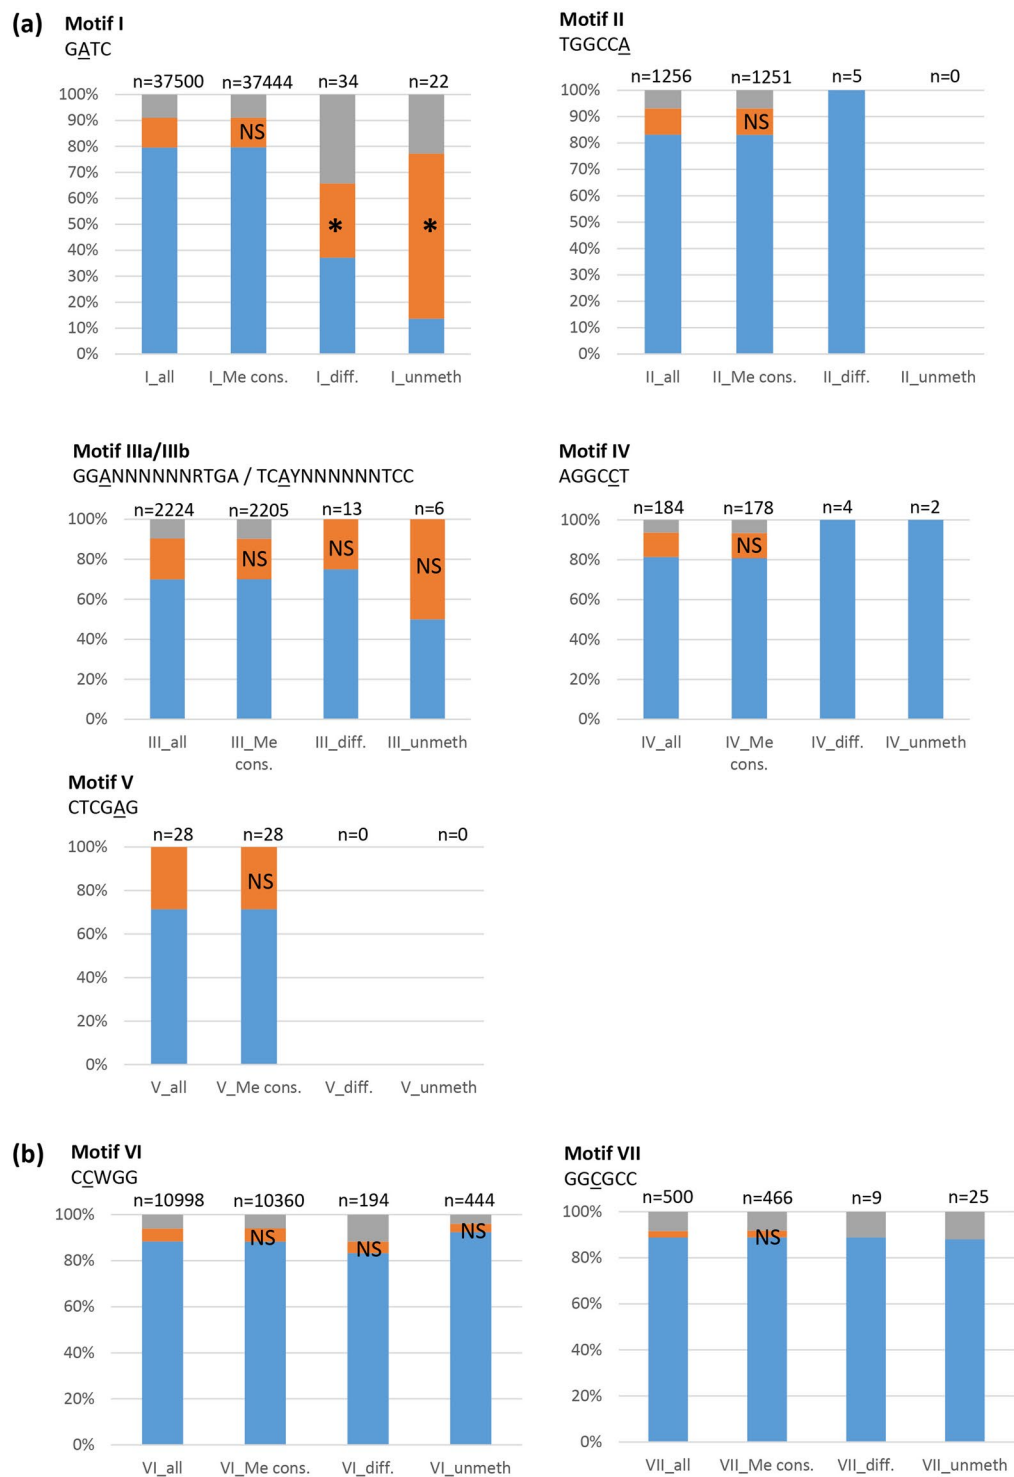 (a)
Motif I
GATC
n=37500 n=37444 n=34 n=22
100%
90%
80%
70%
60%
50%
40%
30%
20%
10%
0%
NS
*
*
I_all I_Me cons. I_diff. I_unmeth
Motif II
TGGCCA
n=1256 n=1251 n=5 n=0
100%
90%
80%
70%
60%
50%
40%
30%
20%
10%
0%
NS
II_all II_Me cons. II_diff. II_unmeth
Motif IIIa/IIIb
GGANNNNNNRTGA / TCAYNNNNNNTCC
n=2224 n=2205 n=13 n=6
100%
80%
60%
40%
20%
0%
NS
NS
NS
III_all III_Me cons. III_diff. III_unmeth
Motif IV
AGGCCT
n=184 n=178 n=4 n=2
100%
80%
60%
40%
20%
0%
NS
IV_all IV_Me cons. IV_diff. IV_unmeth
Motif V
CTCGAG
n=28 n=28 n=0 n=0
100%
80%
60%
40%
20%
0%
NS
V_all V_Me cons. V_diff. V_unmeth
(b)
Motif VI
CCWGG
n=10998 n=10360 n=194 n=444
100%
80%
60%
40%
20%
0%
NS
NS
NS
VI_all VI_Me cons. VI_diff. VI_unmeth
Motif VII
GGCGCC
n=500 n=466 n=9 n=25
100%
80%
60%
40%
20%
0%
NS
VII_all VII_Me cons. VII_diff. VII_unmeth